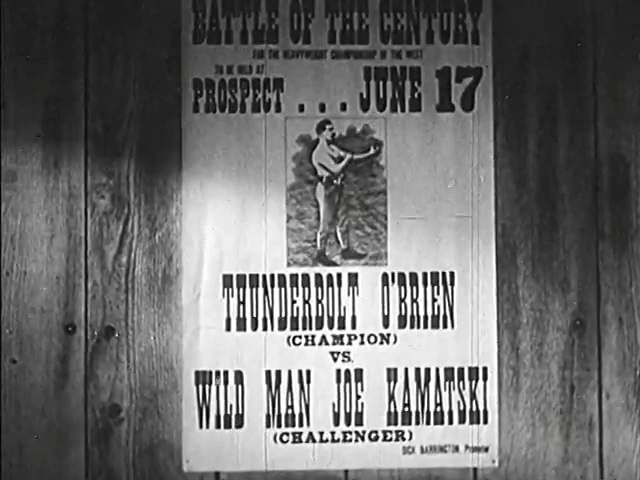 BATTLE OF THE CENTURY
FOR THE HEAVYWEIGHT CHAMPIONSHIP OF THE WEST
TO BE HELD AT
PROSPECT . . . JUNE 17
THUNDERBOLT O'BRIEN
(CHAMPION)
VS.
WILD MAN JOE KAMATSKI
(CHALLENGER)
DICK BARRINGTON, Promoter